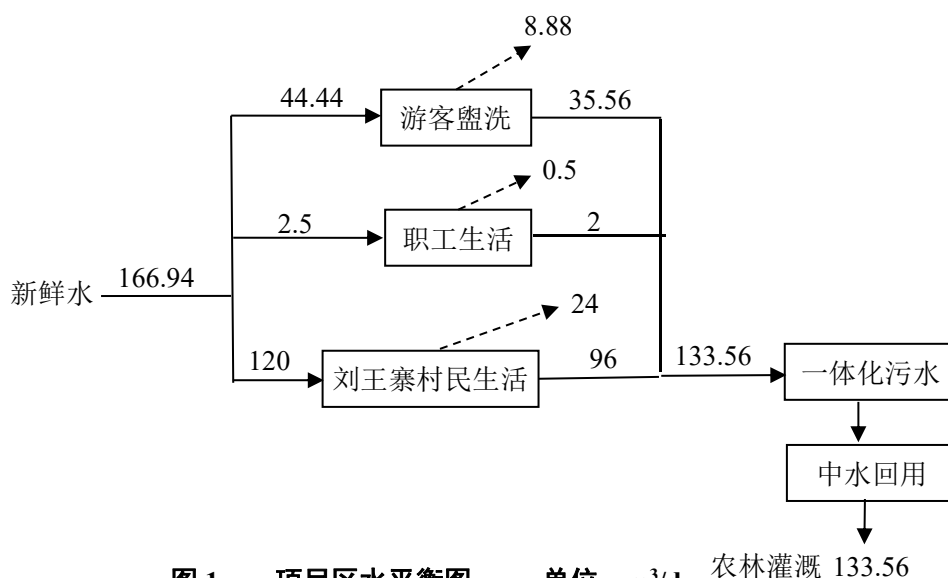 8.88
44.44
游客盥洗
35.56
0.5
2.5
职工生活
2
新鲜水
166.94
24
120
刘王寨村民生活
96
133.56
一体化污水
中水回用
农林灌溉 133.56
图1 项目区水平衡图 单位 ³/d